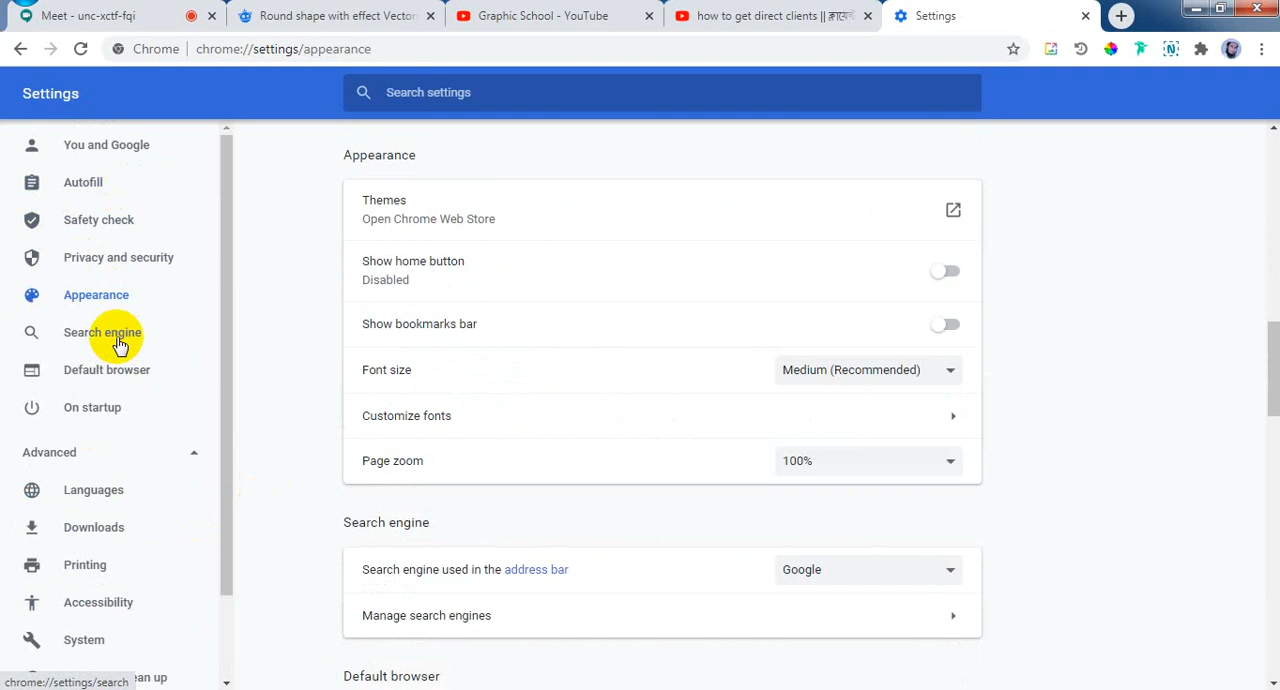 Meet - unc-xctf-fqi
Round shape with effect Vector
Graphic School - YouTube
how to get direct clients || ক্লায়েন্ট
Settings
Chrome
chrome://settings/appearance
Settings
Search settings
You and Google
Autofill
Safety check
Privacy and security
Appearance
Search engine
Default browser
On startup
Advanced
Languages
Downloads
Printing
Accessibility
System
ean up
chrome://settings/search
Appearance
Themes
Open Chrome Web Store
Show home button
Disabled
Show bookmarks bar
Font size
Medium (Recommended)
Customize fonts
Page zoom
100%
Search engine
Search engine used in the address bar
Google
Manage search engines
Default browser